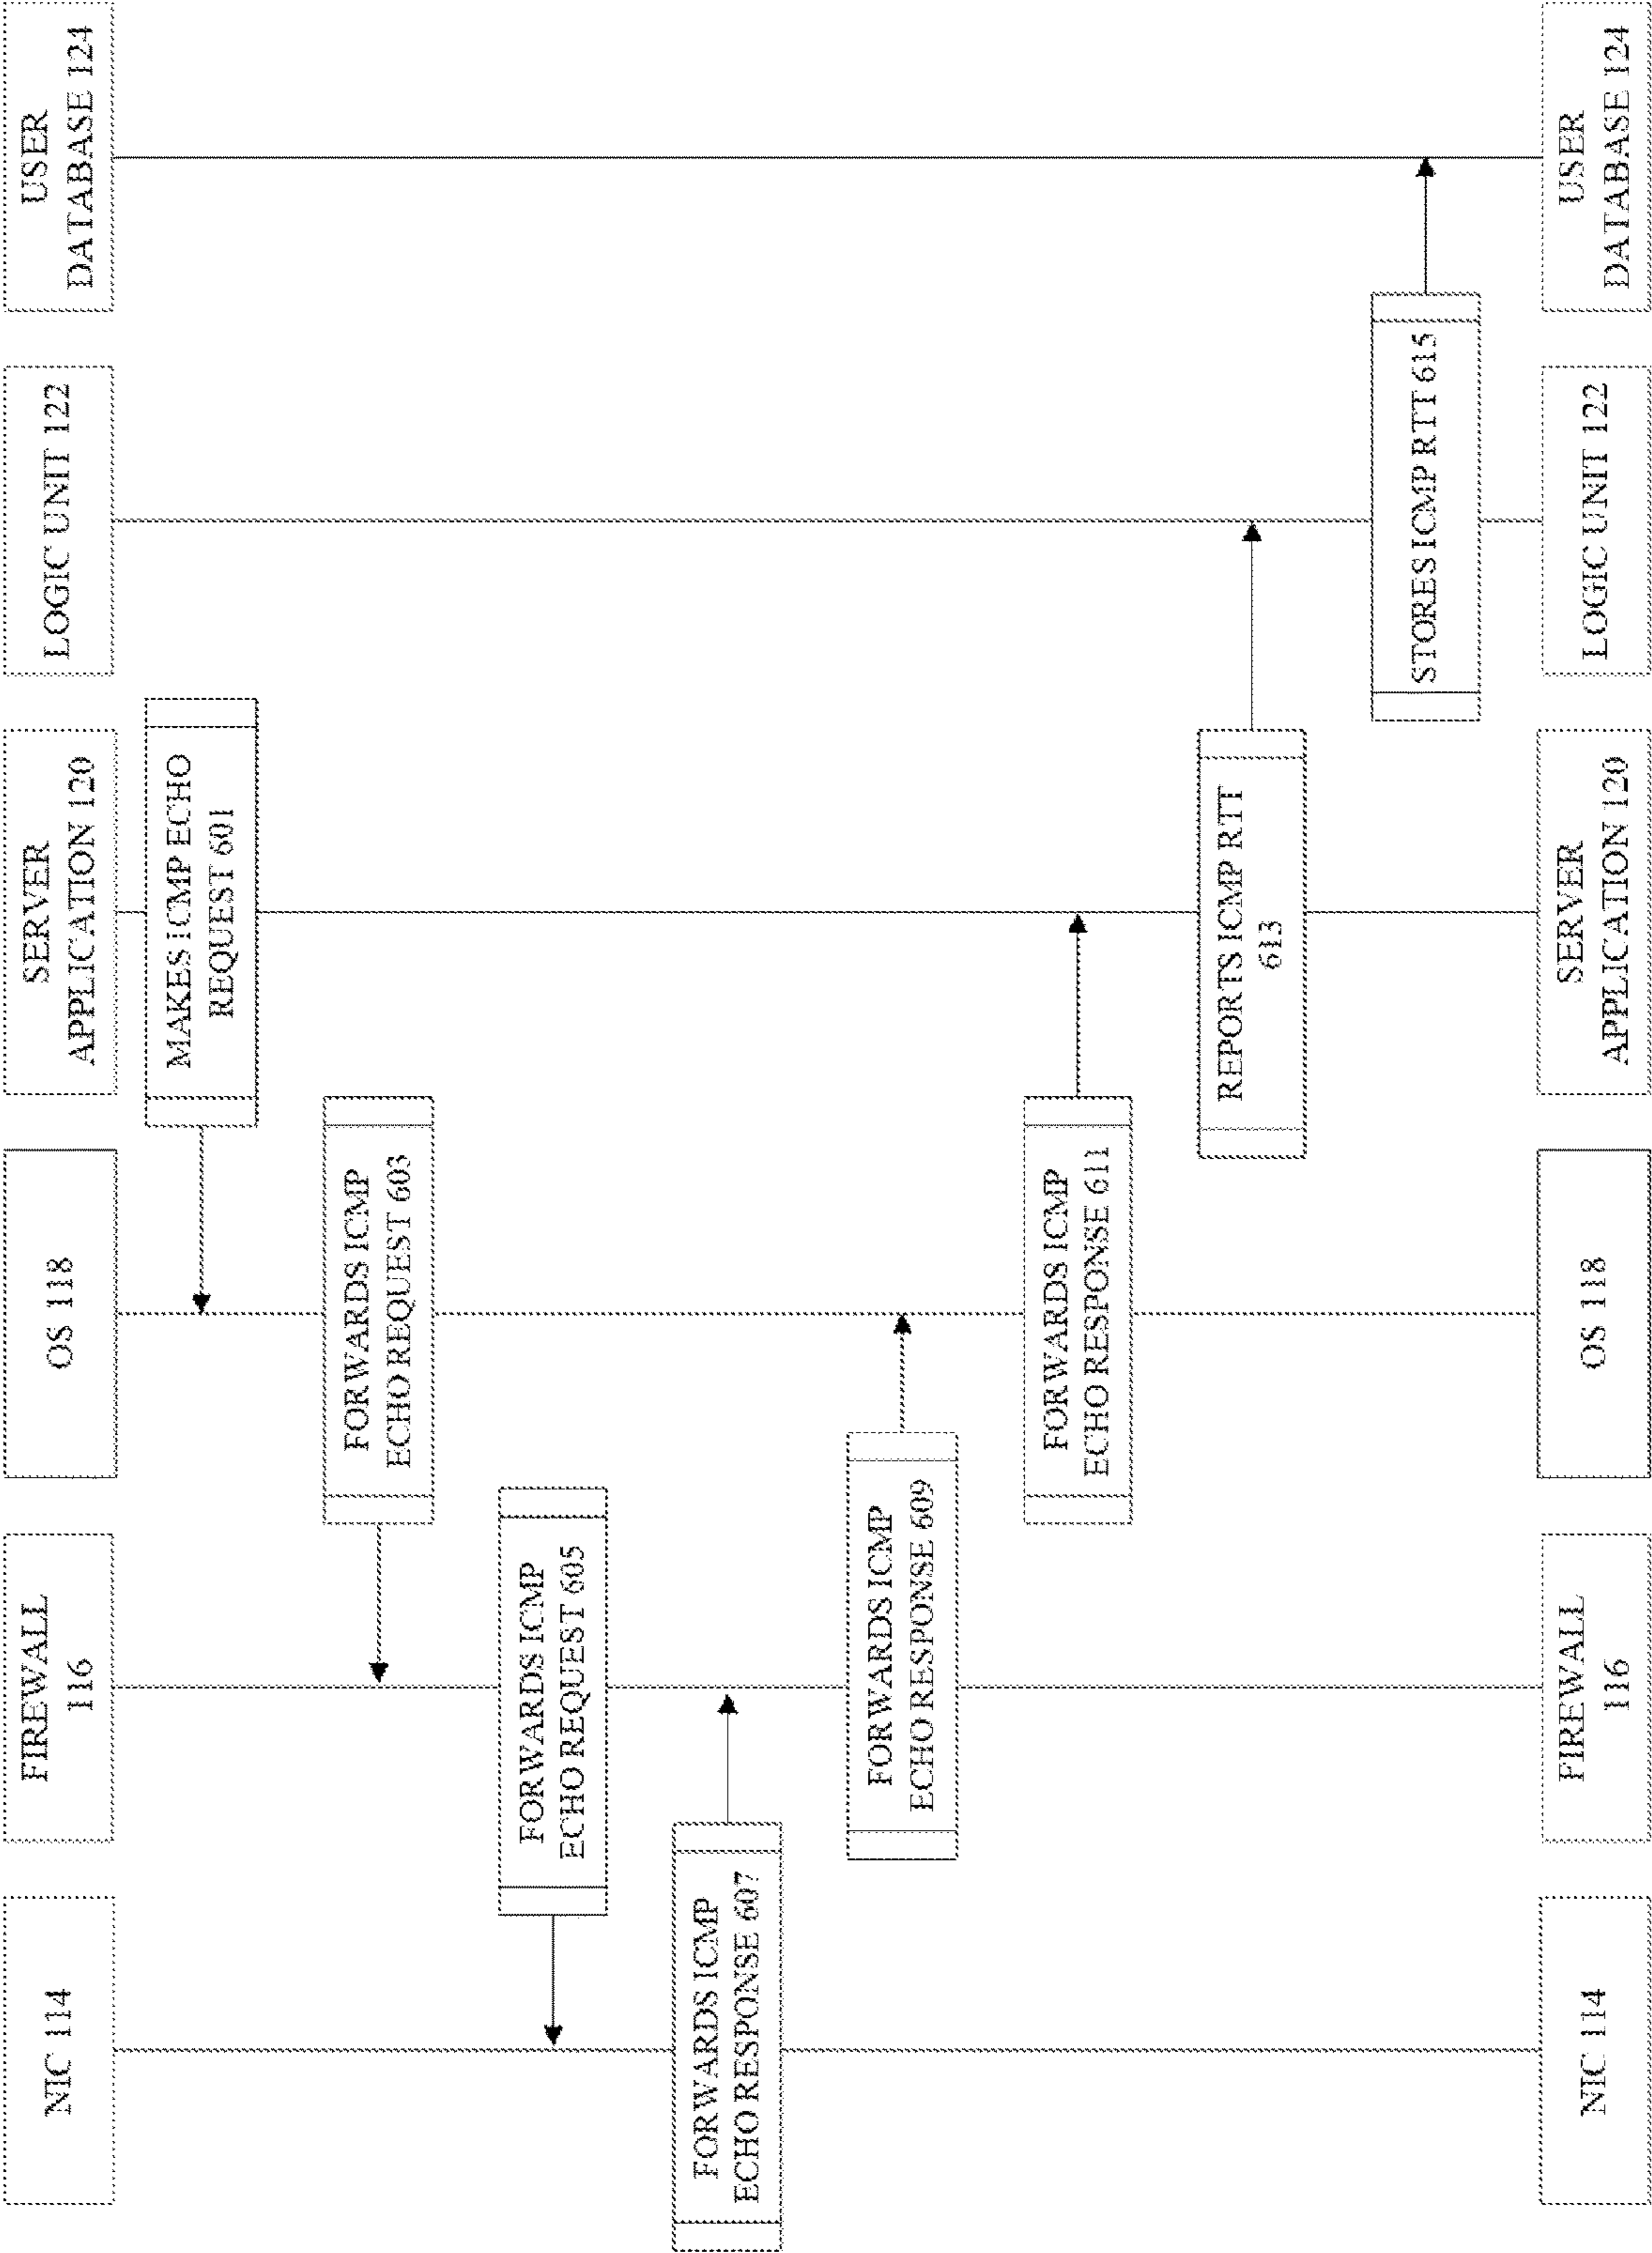 NIC 114
FIREWALL
116
OS 118
SERVER
APPLICATION 120
LOGIC UNIT 122
USER
DATABASE 124
MAKES ICMP ECHO
REQUEST 601
FORWARDS ICMP
ECHO REQUEST 603
FORWARDS ICMP
ECHO REQUEST 605
FORWARDS ICMP
ECHO RESPONSE 607
FORWARDS ICMP
ECHO RESPONSE 609
FORWARDS ICMP
ECHO RESPONSE 611
REPORTS ICMP RTT
613
STORES ICMP RTT 615
NIC 114
FIREWALL
116
OS 118
SERVER
APPLICATION 120
LOGIC UNIT 122
USER
DATABASE 124